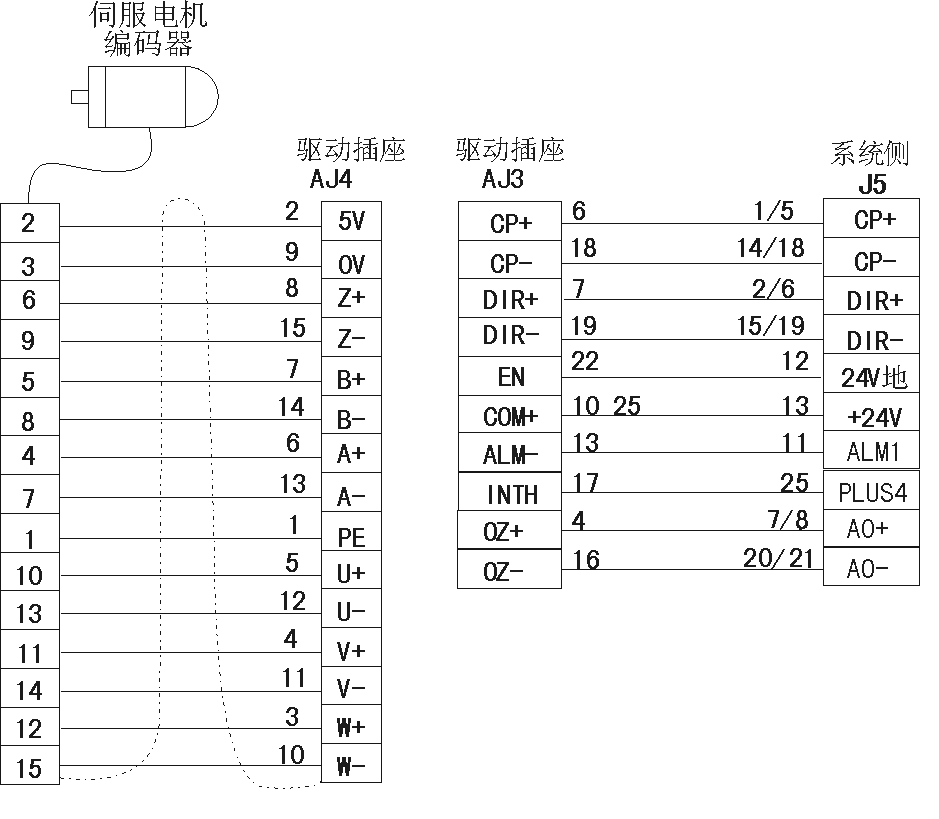 伺服电机
编码器
驱动插座
AJ4
2 2 5V
3 9 0V
6 8 Z+
9 15 Z-
5 7 B+
8 14 B-
4 6 A+
7 13 A-
1 1 PE
10 5 U+
13 12 U-
11 4 V+
14 11 V-
12 3 W+
15 10 W-
驱动插座 系统侧
AJ3 J5
CP+ 6 1/5 CP+
CP- 18 14/18 CP-
DIR+ 7 2/6 DIR+
DIR- 19 15/19 DIR-
EN 22 12 24V地
COM+ 10 25 13 +24V
ALM- 13 11 ALM1
INTH 17 25 PLUS4
OZ+ 4 7/8 AO+
OZ- 16 20/21 AO-